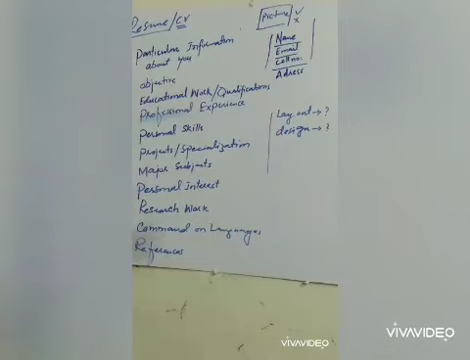 Resume/CV
Particular Information
about you
objective
Educational Work/Qualifications
Professional Experience
Personal Skills
Projects/Specialization
Major Subjects
Personal Interest
Research Work
Command on Languages
References
Picture/✓
x
Name
Email
Cell no.
Adress
Lay out→?
design→?
VIVAVIDEO
VIVAVIDEO